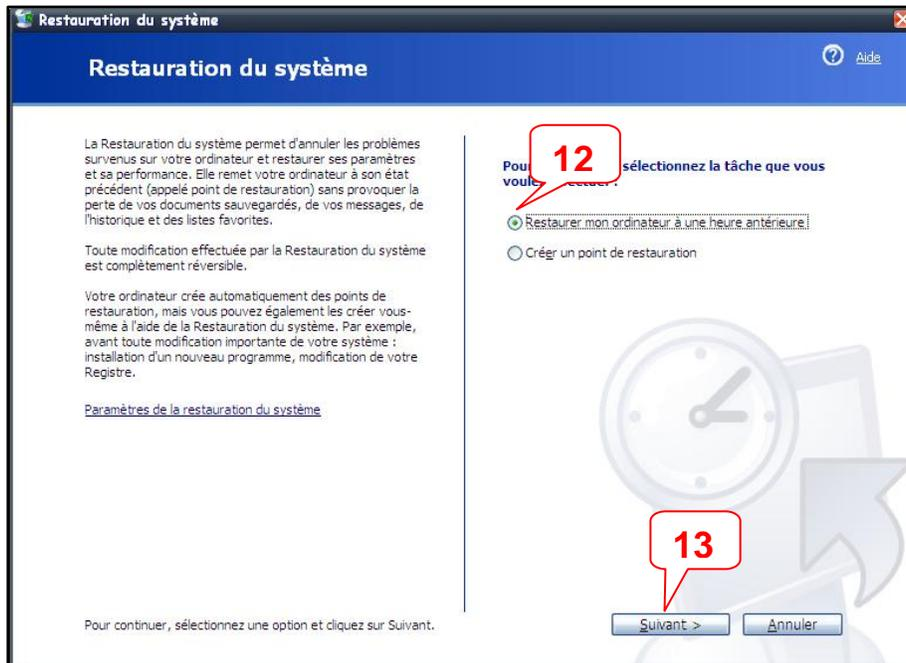 Restauration du système
Restauration du système
Aide
La Restauration du système permet d'annuler les problèmes
survenus sur votre ordinateur et restaurer ses paramètres
et sa performance. Elle remet votre ordinateur à son état
précédent (appelé point de restauration) sans provoquer la
perte de vos documents sauvegardés, de vos messages, de
l'historique et des listes favorites.
Toute modification effectuée par la Restauration du système
est complètement réversible.
Votre ordinateur crée automatiquement des points de
restauration, mais vous pouvez également les créer vous-
même à l'aide de la Restauration du système. Par exemple,
avant toute modification importante de votre système :
installation d'un nouveau programme, modification de votre
Registre.
Paramètres de la restauration du système
Pour continuer, sélectionnez une option et cliquez sur Suivant.
12
sélectionnez la tâche que vous
Restaurer mon ordinateur à une heure antérieure
Créer un point de restauration
13
Suivant >
Annuler